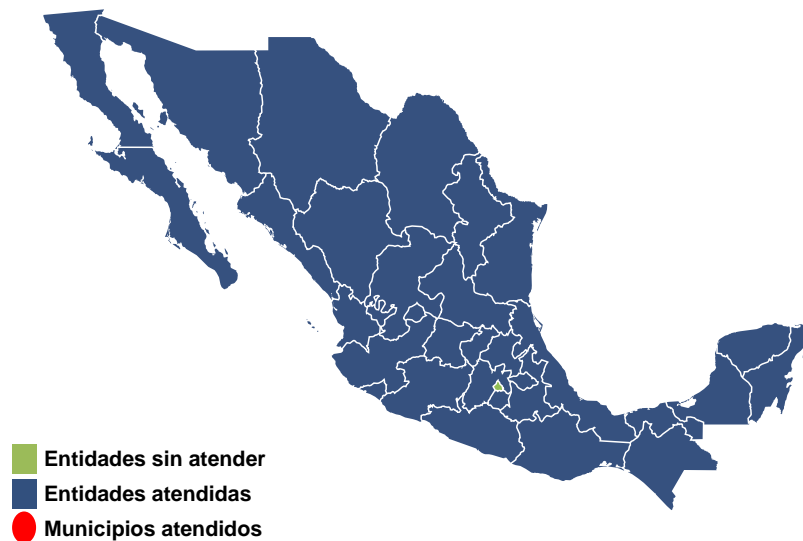 Entidades sin atender
Entidades atendidas
Municipios atendidos